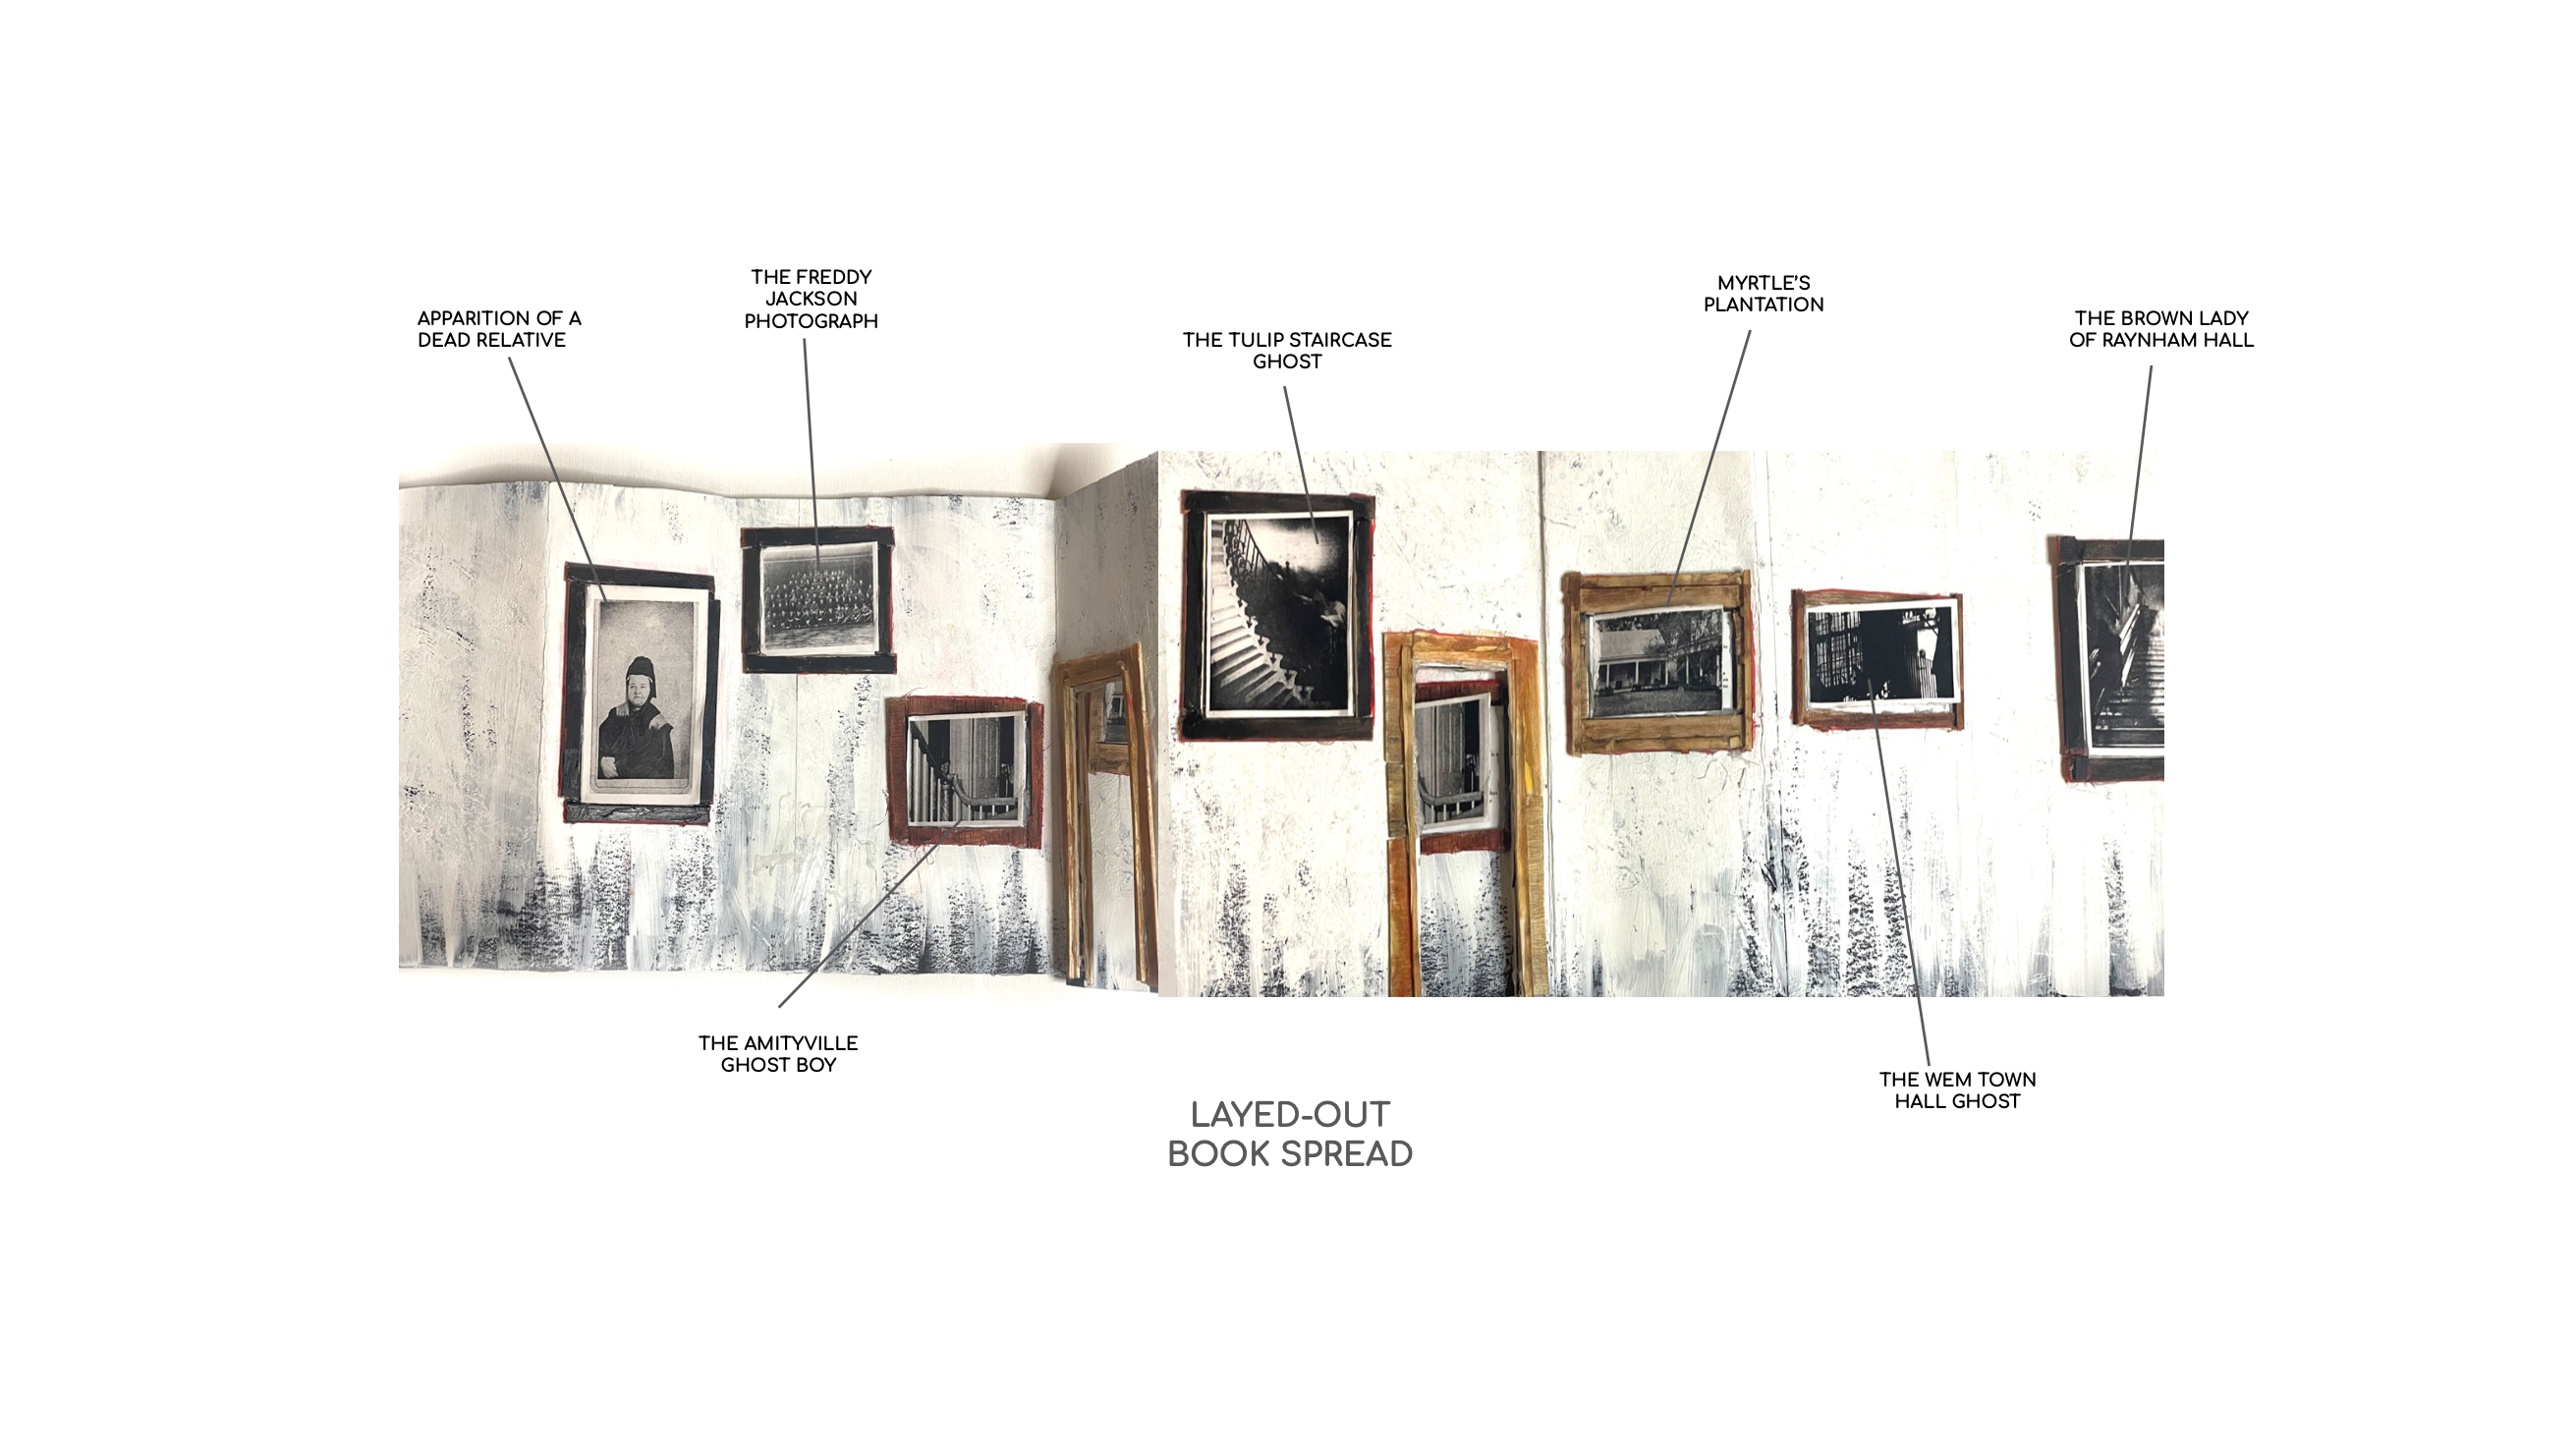 APPARITION OF A
DEAD RELATIVE
THE FREDDY
JACKSON
PHOTOGRAPH
THE TULIP STAIRCASE
GHOST
MYRTLE'S
PLANTATION
THE BROWN LADY
OF RAYNHAM HALL
THE AMITYVILLE
GHOST BOY
THE WEM TOWN
HALL GHOST
LAYED-OUT
BOOK SPREAD